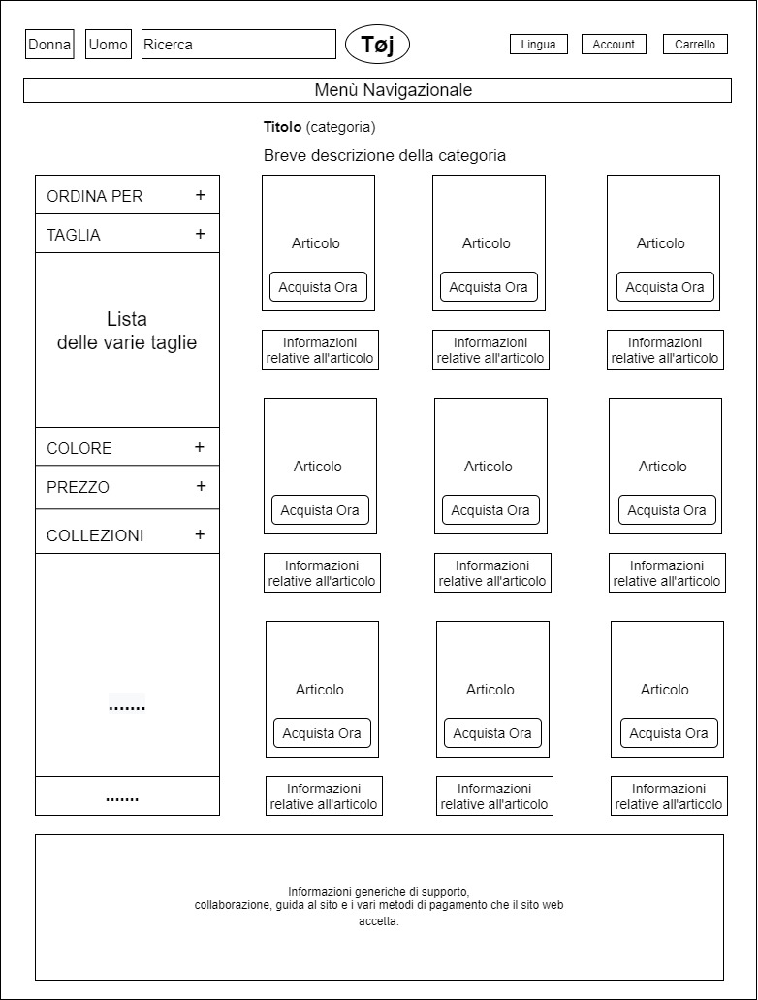 Donna Uomo Ricerca Tøj Lingua Account Carrello
Menù Navigazionale
Titolo (categoria)
Breve descrizione della categoria
ORDINA PER +
TAGLIA +
Lista
delle varie taglie
COLORE +
PREZZO +
COLLEZIONI +
.......
.......
Articolo Articolo Articolo
Acquista Ora Acquista Ora Acquista Ora
Informazioni Informazioni Informazioni
relative all'articolo relative all'articolo relative all'articolo
Articolo Articolo Articolo
Acquista Ora Acquista Ora Acquista Ora
Informazioni Informazioni Informazioni
relative all'articolo relative all'articolo relative all'articolo
Articolo Articolo Articolo
Acquista Ora Acquista Ora Acquista Ora
Informazioni Informazioni Informazioni
relative all'articolo relative all'articolo relative all'articolo
Informazioni generiche di supporto,
collaborazione, guida al sito e i vari metodi di pagamento che il sito web
accetta.